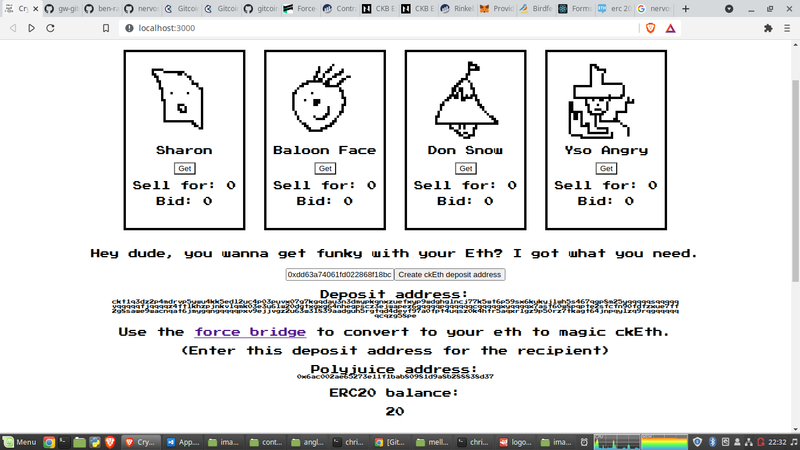 Cry
gw-gi
ben-ra
nervo
Gitcoi
Gitcoi
gitcoin
Force-
Contr
CKB E
CKB E
Rinkel
Provid
Birdfe
Form
erc 20
nervo
localhost:3000
Sharon
Baloon Face
Don Snow
Yso Angry
Get
Get
Get
Get
Sell for: 0
Sell for: 0
Sell for: 0
Sell for: 0
Bid: 0
Bid: 0
Bid: 0
Bid: 0
Hey dude, you wanna get funky with your Eth? I got what you need.
0xdd63a74061fd022868f18bc
Create ckEth deposit address
Deposit address:
Use the force bridge to convert to your eth to magic ckEth.
(Enter this deposit address for the recipient)
Polyjuice address:
ERC20 balance:
20
Menu
Cry...
App....
ima...
cont...
angl...
chri...
[Git...
mell...
chri...
logo...
ima...
22:32